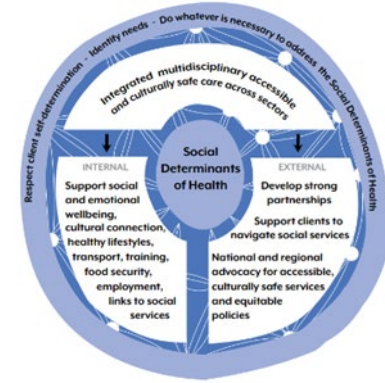 Respect client self-determination - Identify needs - Do whatever is necessary to address the Social Determinants of Health
Integrated multidisciplinary accessible
and culturally safe care across sectors
Social
Determinants
of Health
INTERNAL
Support social
and emotional
wellbeing,
cultural connection,
healthy lifestyles,
transport, training,
food security,
employment,
links to social
services
EXTERNAL
Develop strong
partnerships
Support clients to
navigate social services
National and regional
advocacy for accessible,
culturally safe services
and equitable
policies